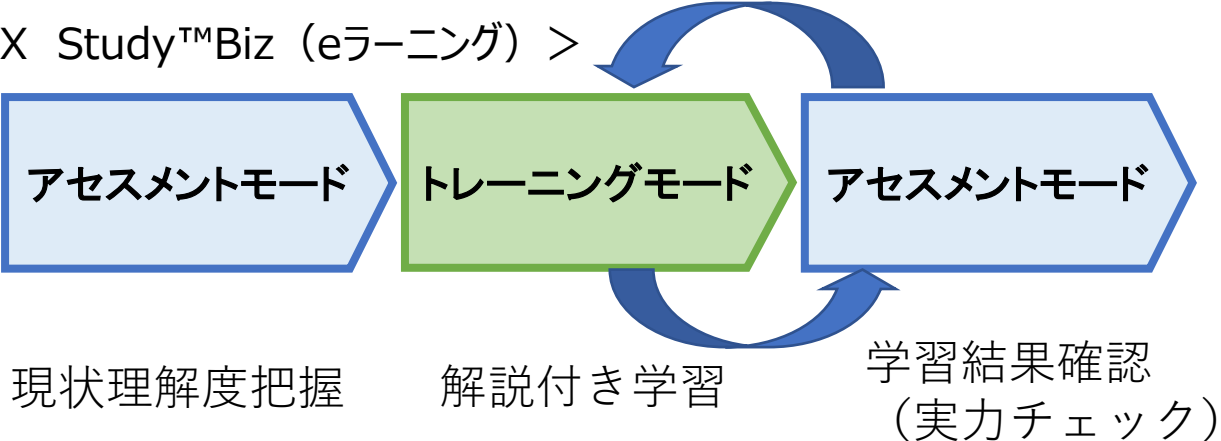 X Study™Biz（eラーニング）＞
アセスメントモード
トレーニングモード
アセスメントモード
現状理解度把握
解説付き学習
学習結果確認
（実力チェック）